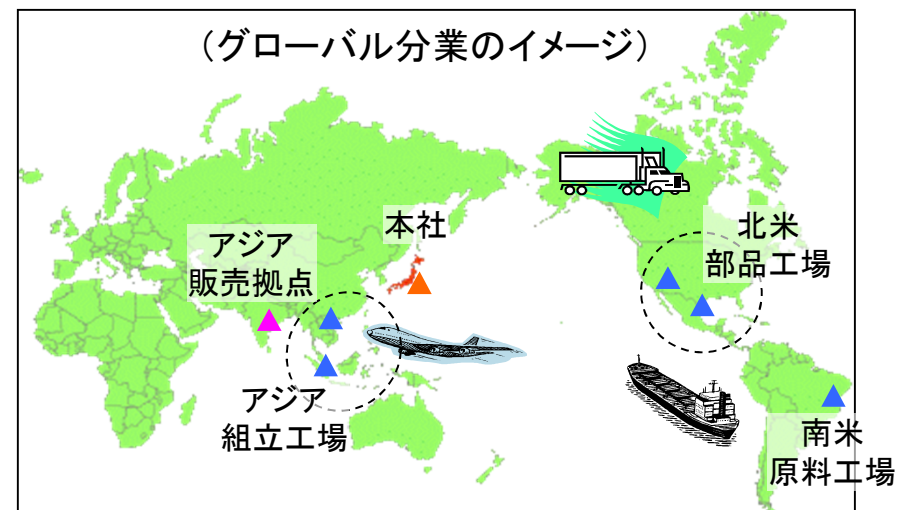 （グローバル分業のイメージ）
本社
アジア
販売拠点
北米
部品工場
アジア
組立工場
南米
原料工場